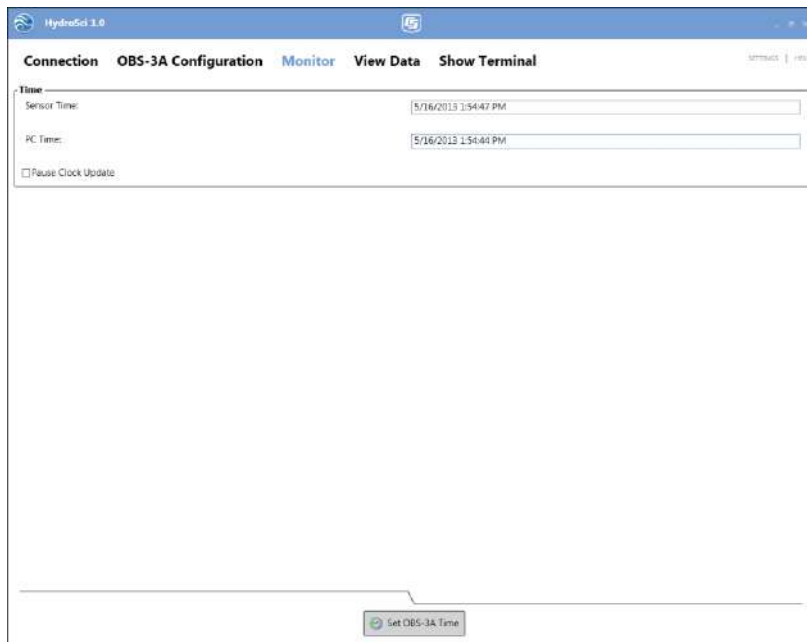 HydroSci 1.0
Connection OBS-3A Configuration Monitor View Data Show Terminal
SETTINGS |
Time
Sensor Time: 5/16/2013 1:54:47 PM
PC Time: 5/16/2013 1:54:44 PM
Pause Clock Update
Set OBS-3A Time